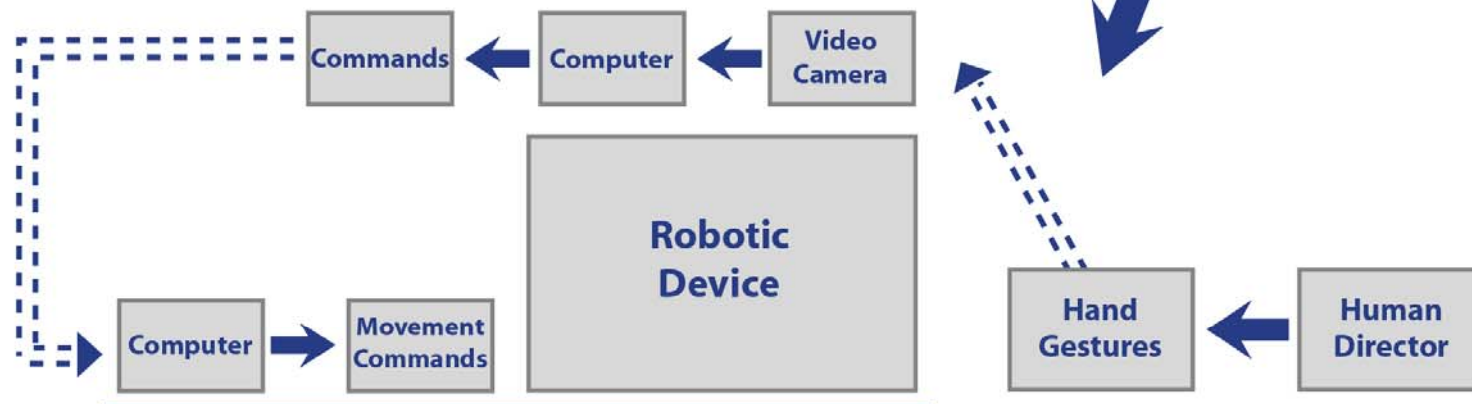 Commands
Computer
Video
Camera
Robotic
Device
Computer
Movement
Commands
Hand
Gestures
Human
Director